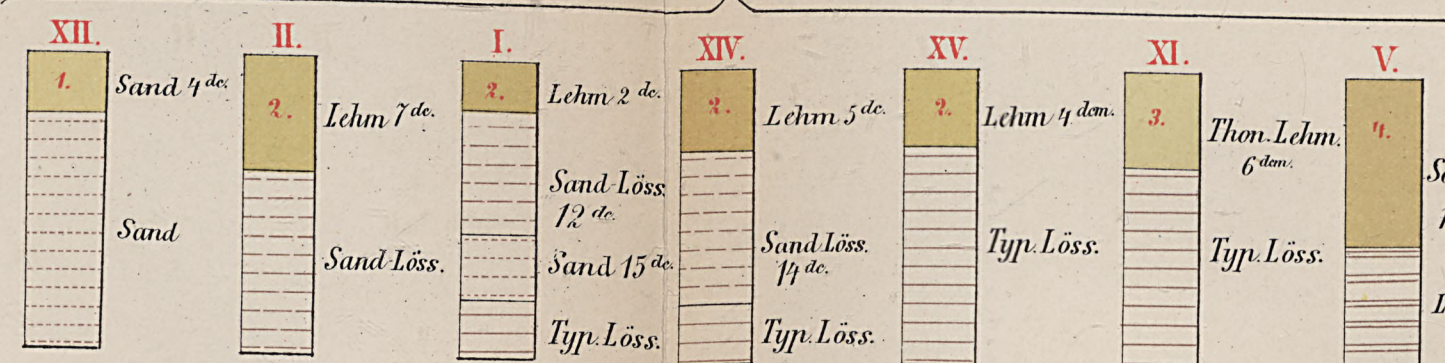 XII.
1.
Sand 4 dc.
Sand
II.
2.
Lehm 7 dc.
Sand-Löss.
I.
2.
Lehm 2 dc.
Sand-Löss.
12 dc.
Sand 15 dc.
Typ. Löss.
XIV.
2.
Lehm 5 dc.
Sand Löss.
14 dc.
Typ. Löss.
XV.
2.
Lehm 4 dcm.
Typ. Löss.
XI.
3.
Thon. Lehm.
6 dcm.
Typ. Löss.
V.
4.